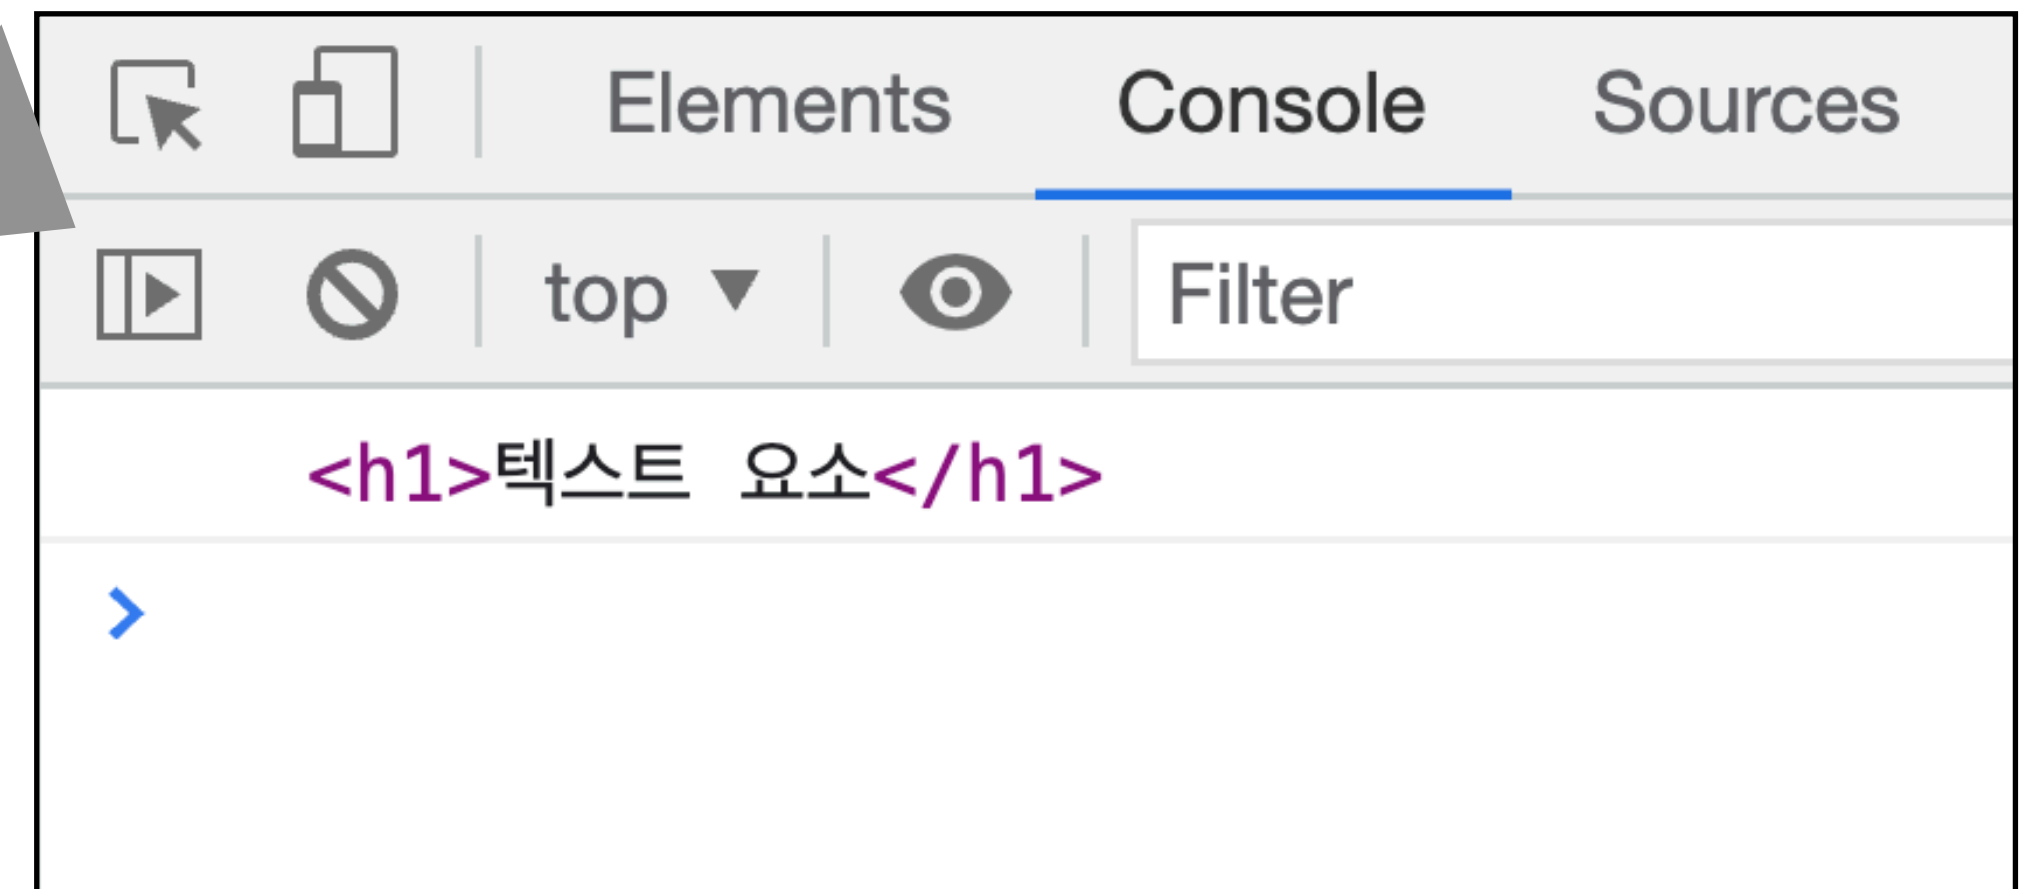 Elements Console Sources
top Filter
<h1>텍스트 요소</h1>